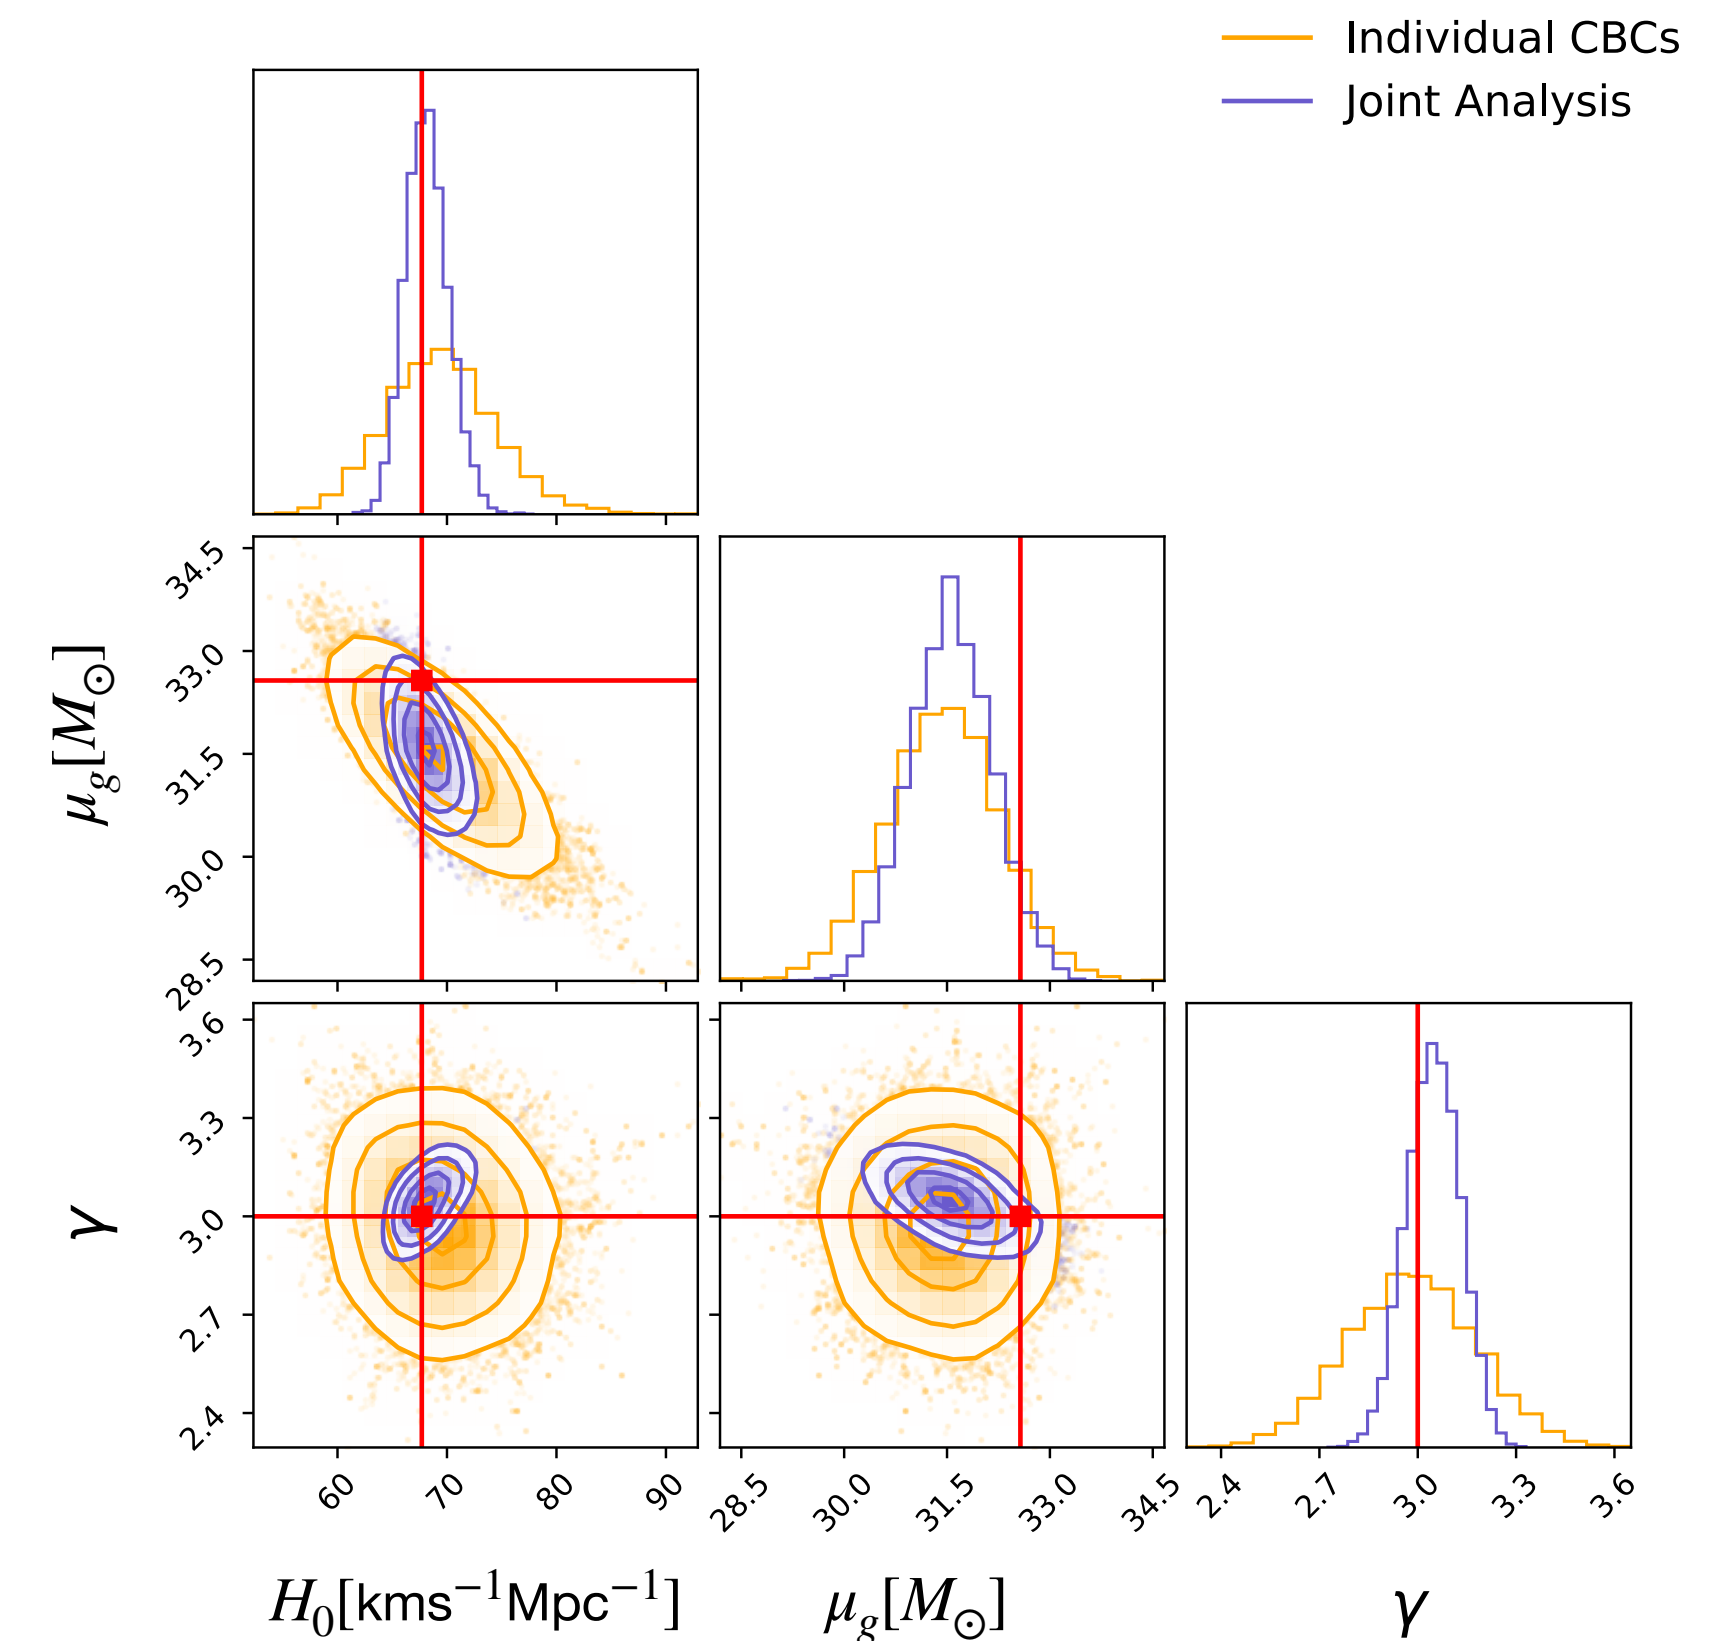 Individual CBCs
Joint Analysis
34.5
33.0
31.5
30.0
28.5
μg[M⊙]
3.6
3.3
3.0
2.7
2.4
γ
60 70 80 90
28.5 30.0 31.5 33.0 34.5
2.4 2.7 3.0 3.3 3.6
H₀[kms⁻¹Mpc⁻¹]
μg[M⊙]
γ